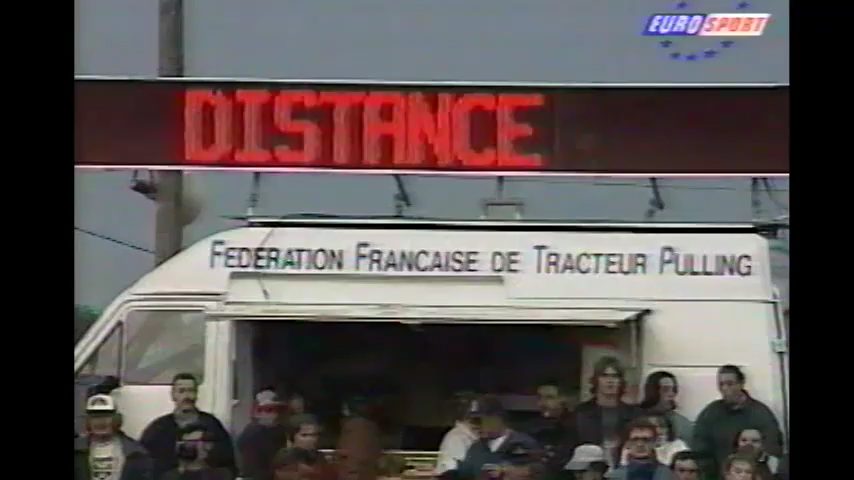 EUROSPORT
DISTANCE
FEDERATION FRANCAISE DE TRACTEUR PULLING